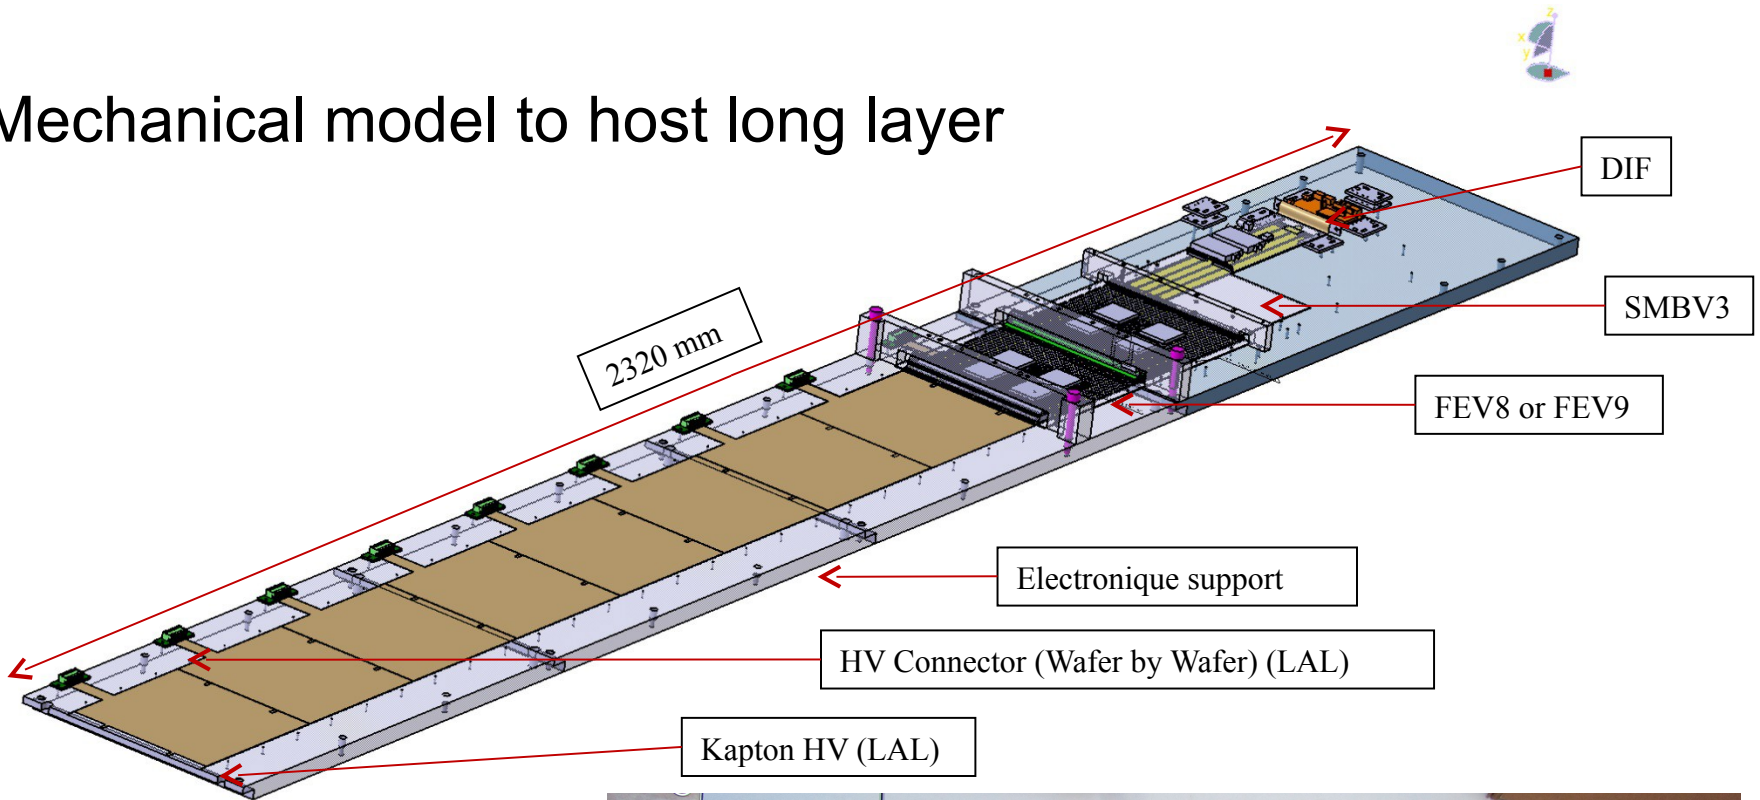 Mechanical model to host long layer
z
x
y
DIF
2320 mm
SMBV3
FEV8 or FEV9
Electronique support
HV Connector (Wafer by Wafer) (LAL)
Kapton HV (LAL)